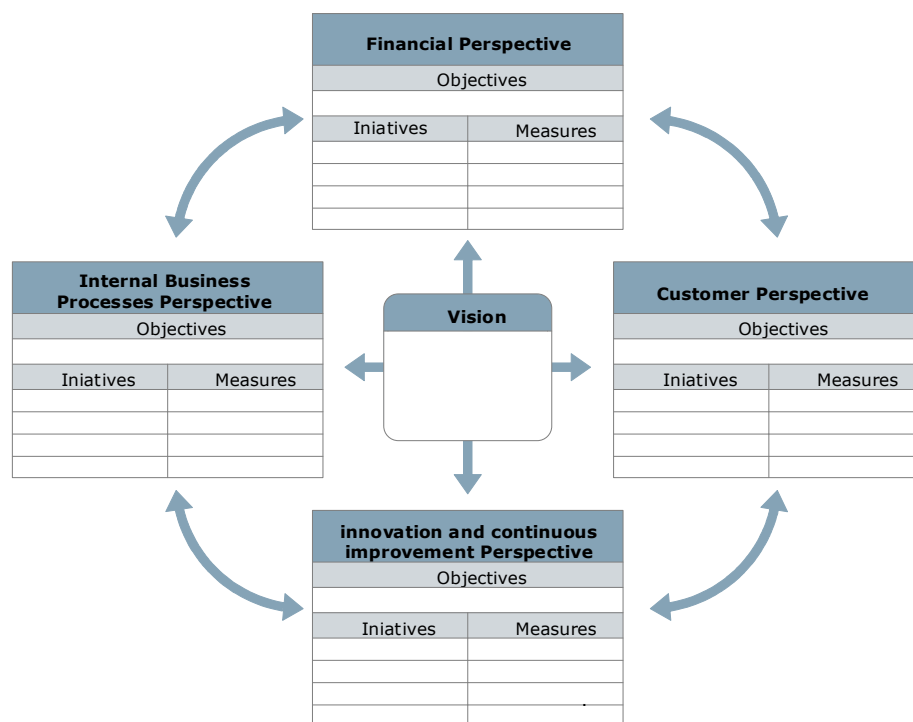 Financial Perspective
Objectives
Iniatives Measures
Internal Business
Processes Perspective
Objectives
Iniatives Measures
Vision
Customer Perspective
Objectives
Iniatives Measures
innovation and continuous
improvement Perspective
Objectives
Iniatives Measures